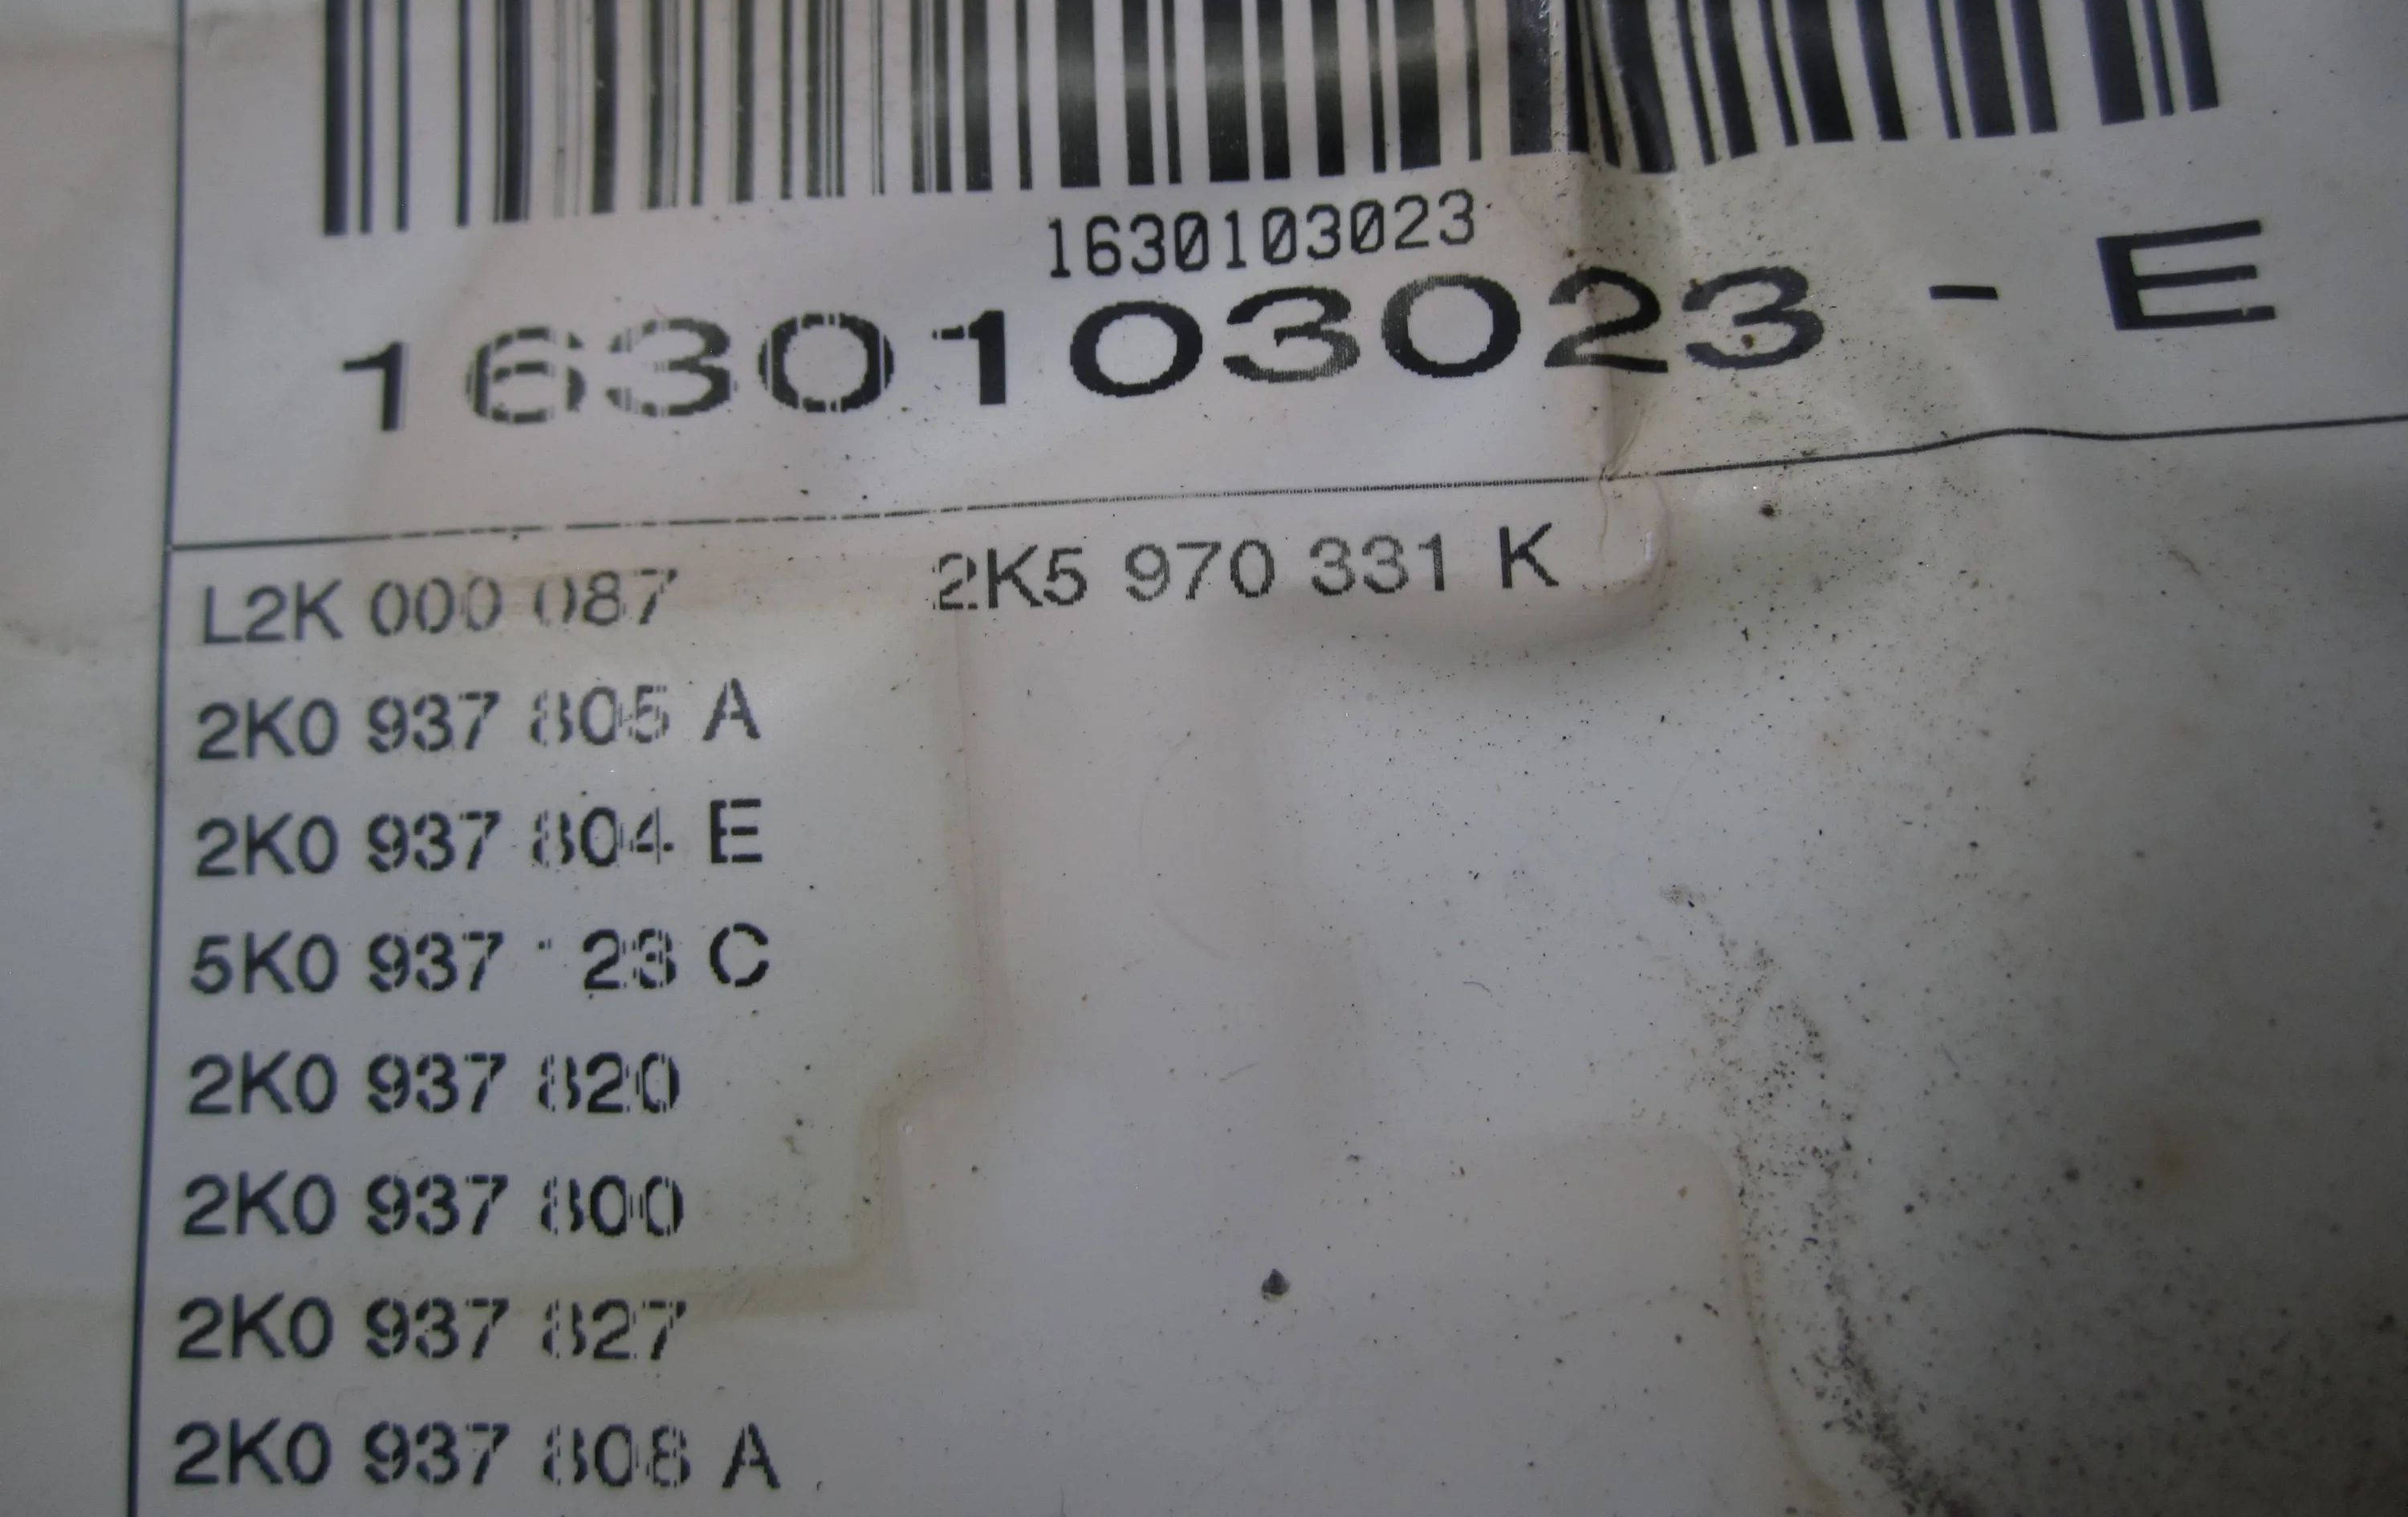 1630103023
1630103023 - E
L2K 000 087 2K5 970 331 K
2K0 937 805 A
2K0 937 804 E
5K0 937 C
2K0 937 820
2K0 937 800
2K0 937 827
2K0 937 808 A